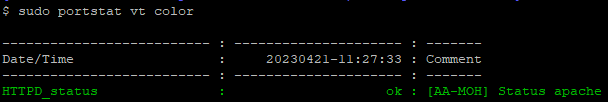 $ sudo portstat vt color
--------------------------- : --------------------- : -------
Date/Time : 20230421-11:27:33 : Comment
--------------------------- : --------------------- : -------
HTTPD_status : ok : [AA-MOH] Status apache